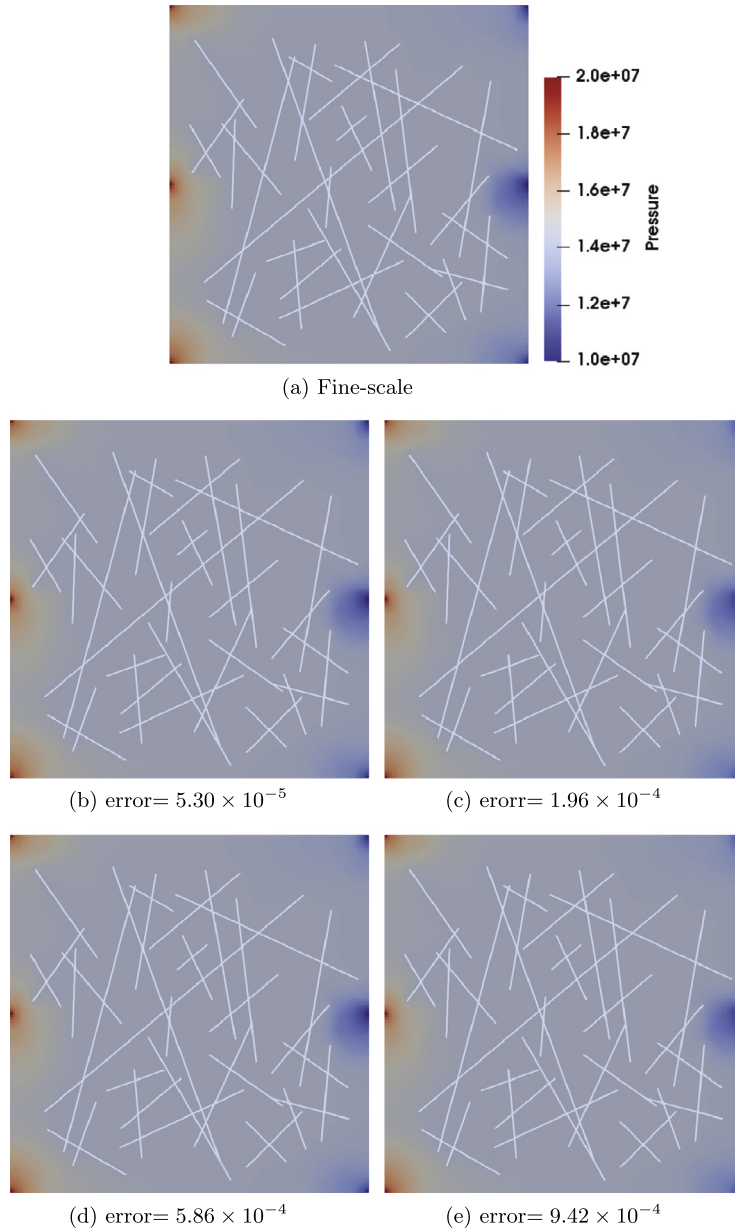 2.0e+07
1.8e+7
1.6e+7
1.4e+7
1.2e+7
1.0e+07
Pressure
(a) Fine-scale
(b) error= 5.30 × 10⁻⁵
(c) erorr= 1.96 × 10⁻⁴
(d) error= 5.86 × 10⁻⁴
(e) error= 9.42 × 10⁻⁴